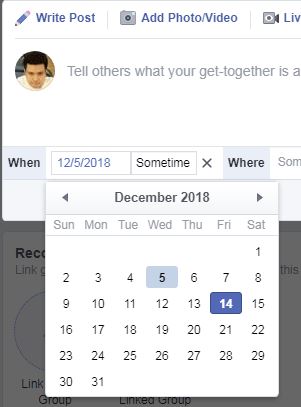 Write Post Add Photo/Video Live
Tell others what your get-together is a
When 12/5/2018 Sometime × Where Som
December 2018
Sun Mon Tue Wed Thu Fri Sat
1
2 3 4 5 6 7 8
9 10 11 12 13 14 15
16 17 18 19 20 21 22
23 24 25 26 27 28 29
30 31
Reco
Link g this
Link Linked Group
Group